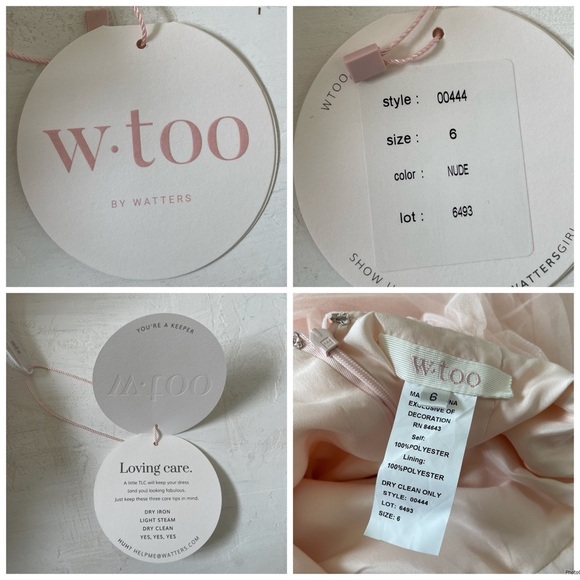 w·too
BY WATTERS
WTOO
style : 00444
size : 6
color : NUDE
lot : 6493
SHOW
WATTERSGIRL
YOU'RE A KEEPER
w·too
Loving care.
A little TLC will keep your dress
(and you) looking fabulous.
Just keep these three care tips in mind.
DRY IRON
LIGHT STEAM
DRY CLEAN
YES, YES, YES
HUNT HELPME@WATTERS.COM
w·too
6
MA NA
EXCLUSIVE OF
DECORATION
RN 84643
Self:
100%POLYESTER
Lining:
100%POLYESTER
DRY CLEAN ONLY
STYLE: 00444
LOT: 6493
SIZE: 6